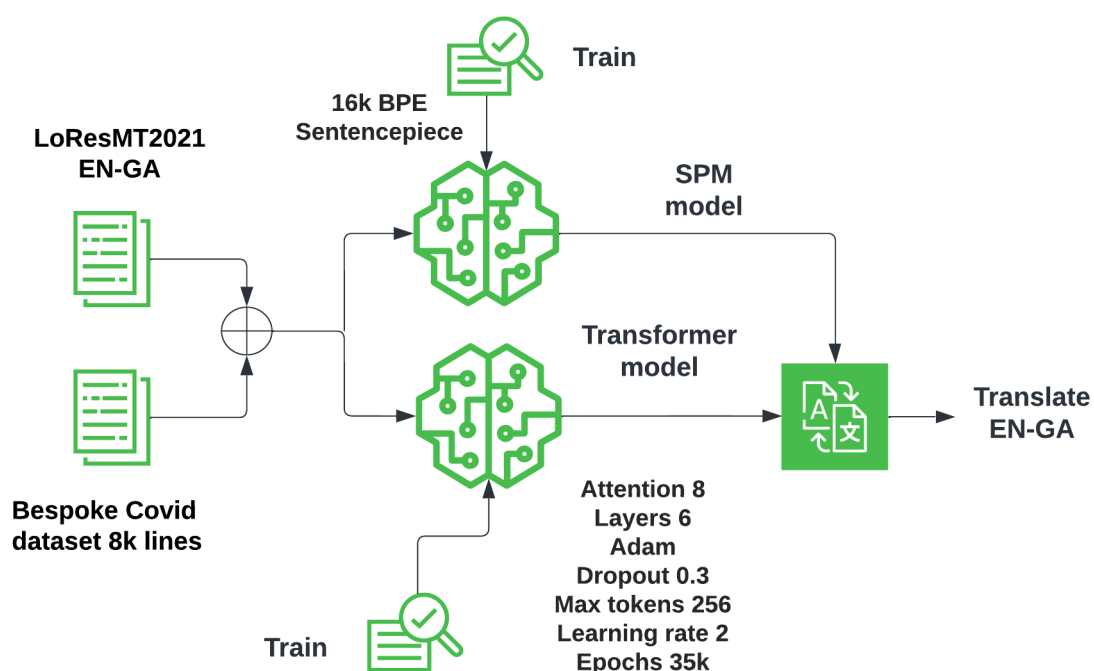 Train
16k BPE
Sentencepiece
LoResMT2021
EN-GA
SPM
model
Transformer
model
A
文
Translate
EN-GA
Bespoke Covid
dataset 8k lines
Attention 8
Layers 6
Adam
Dropout 0.3
Max tokens 256
Learning rate 2
Epochs 35k
Train